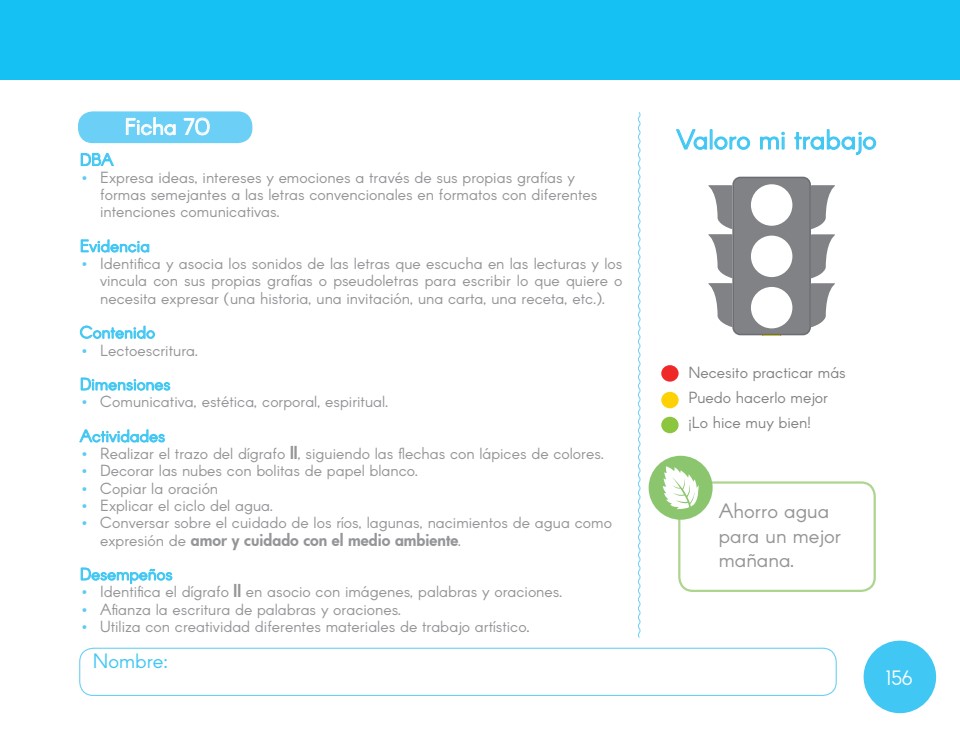 Ficha 70
DBA
• Expresa ideas, intereses y emociones a través de sus propias grafías y
formas semejantes a las letras convencionales en formatos con diferentes
intenciones comunicativas.
Evidencia
• Identifica y asocia los sonidos de las letras que escucha en las lecturas y los
vincula con sus propias grafías o pseudoletras para escribir lo que quiere o
necesita expresar (una historia, una invitación, una carta, una receta, etc.).
Contenido
• Lectoescritura.
Dimensiones
• Comunicativa, estética, corporal, espiritual.
Actividades
• Realizar el trazo del dígrafo ll, siguiendo las flechas con lápices de colores.
• Decorar las nubes con bolitas de papel blanco.
• Copiar la oración
• Explicar el ciclo del agua.
• Conversar sobre el cuidado de los ríos, lagunas, nacimientos de agua como
expresión de amor y cuidado con el medio ambiente.
Desempeños
• Identifica el dígrafo ll en asocio con imágenes, palabras y oraciones.
• Afianza la escritura de palabras y oraciones.
• Utiliza con creatividad diferentes materiales de trabajo artístico.
Nombre:
Valoro mi trabajo
Necesito practicar más
Puedo hacerlo mejor
¡Lo hice muy bien!
Ahorro agua
para un mejor
mañana.
156